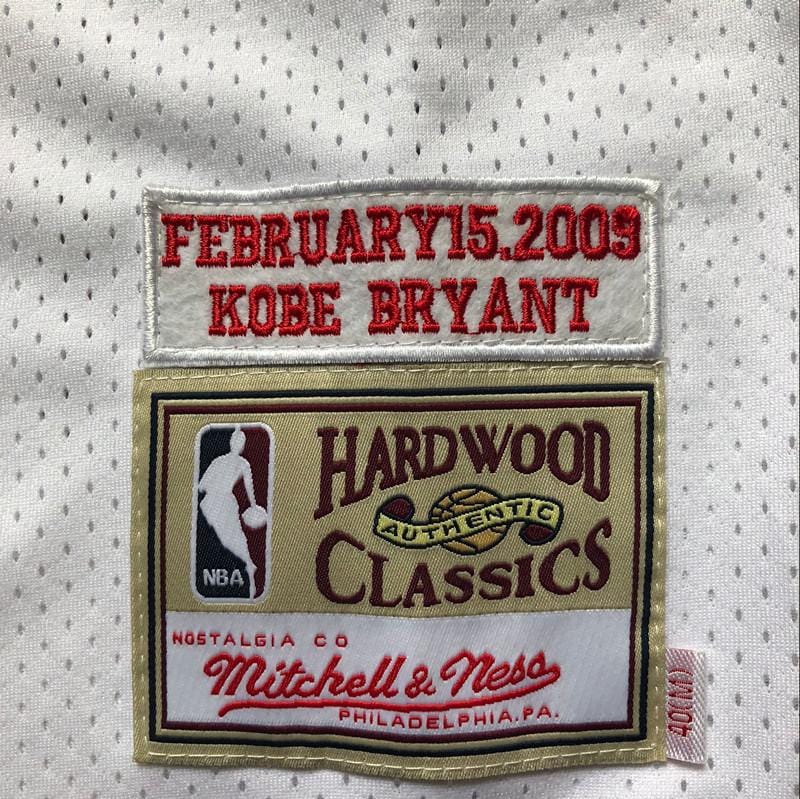 FEBRUARY15.2009
KOBE BRYANT
HARDWOOD
AUTHENTIC
CLASSICS
NBA
NOSTALGIA CO
Mitchell & Ness
PHILADELPHIA.PA.
40(M)